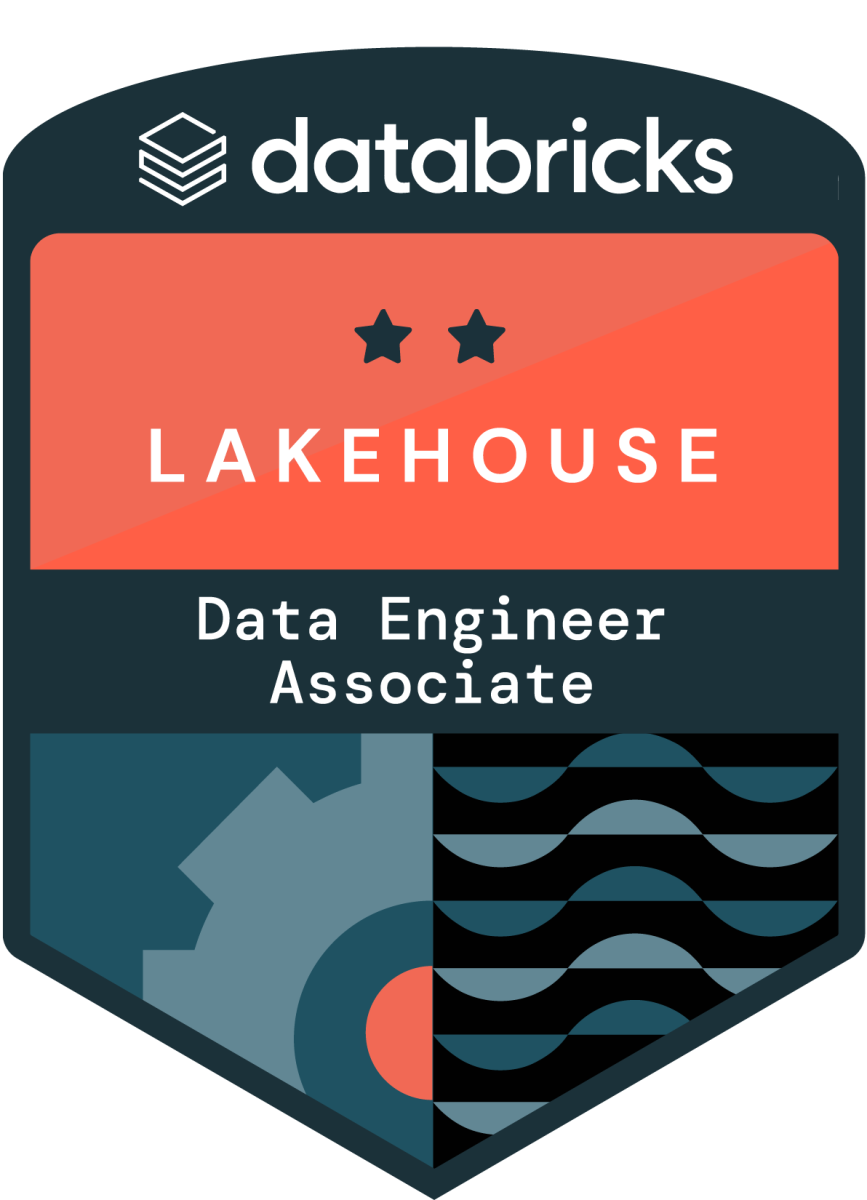 databricks
LAKEHOUSE
Data Engineer
Associate